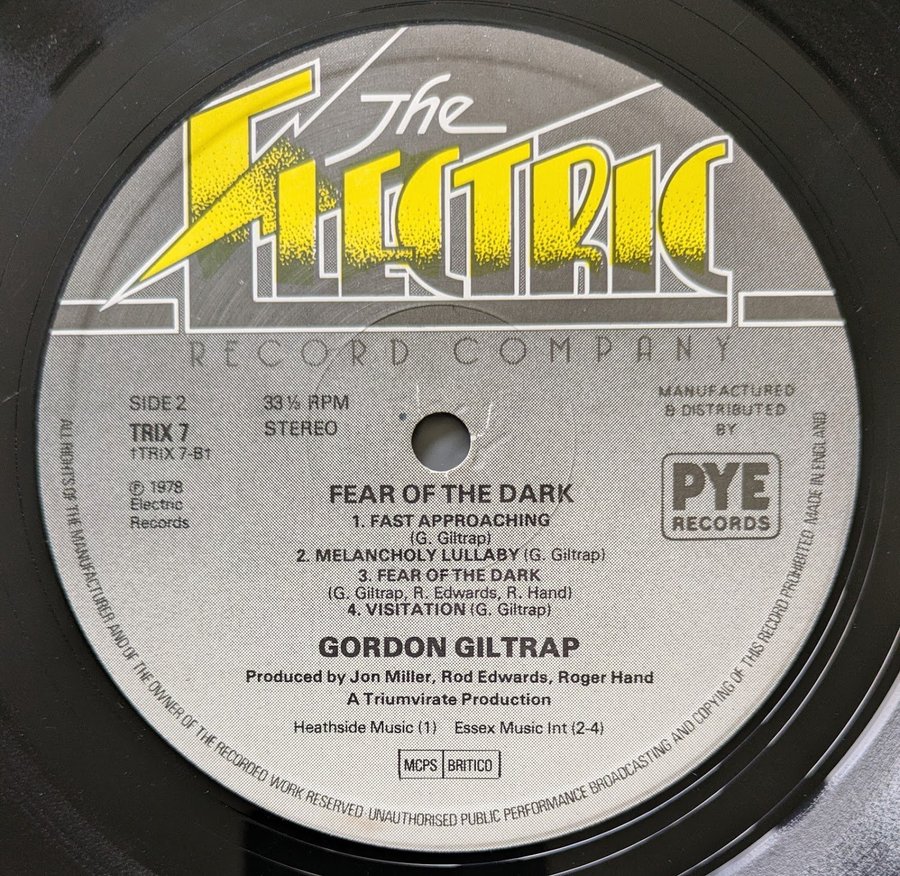 The
ELECTRIC
RECORD COMPANY
SIDE 2
33⅓ RPM
TRIX 7
STEREO
†TRIX 7-B†
℗ 1978
Electric
Records
MANUFACTURED
& DISTRIBUTED
BY
PYE
RECORDS
FEAR OF THE DARK
1. FAST APPROACHING
(G. Giltrap)
2. MELANCHOLY LULLABY (G. Giltrap)
3. FEAR OF THE DARK
(G. Giltrap, R. Edwards, R. Hand)
4. VISITATION (G. Giltrap)
GORDON GILTRAP
Produced by Jon Miller, Rod Edwards, Roger Hand
A Triumvirate Production
Heathside Music (1) Essex Music Int (2-4)
MCPS BRITICO
ALL RIGHTS OF THE MANUFACTURER AND OF THE OWNER OF THE RECORDED WORK RESERVED UNAUTHORISED PUBLIC PERFORMANCE BROADCASTING AND COPYING OF THIS RECORD PROHIBITED MADE IN ENGLAND